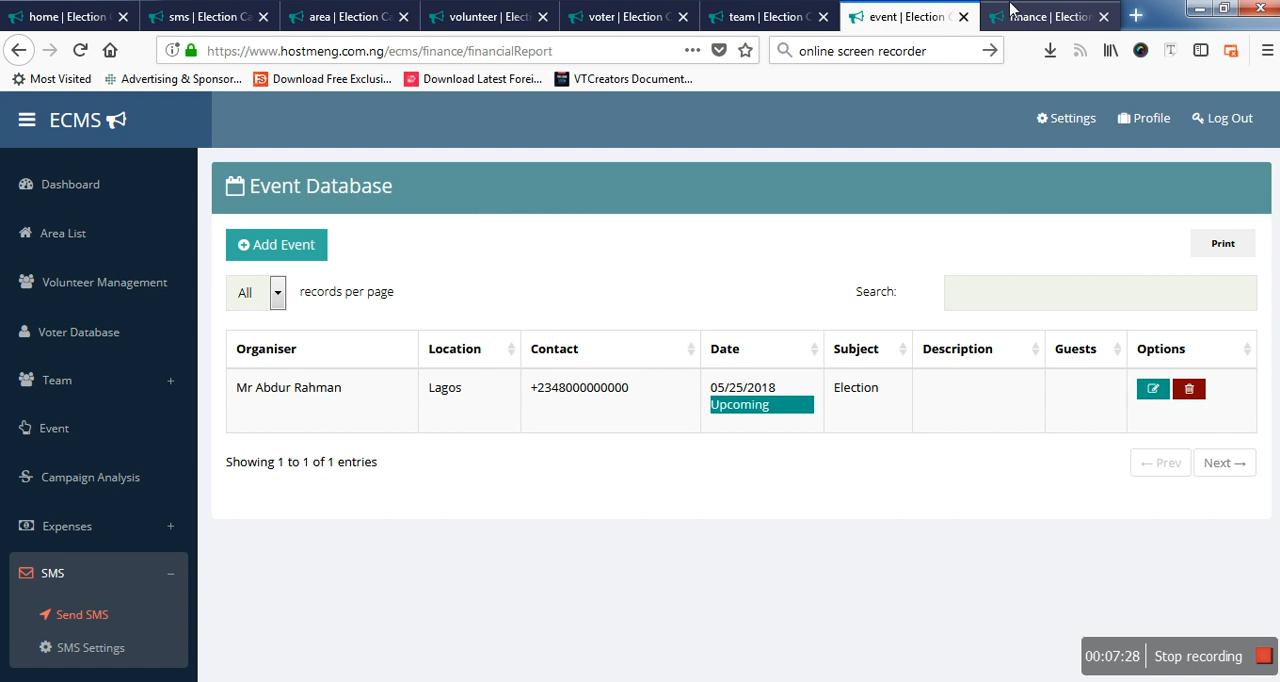 home | Election C
sms | Election Ca
area | Election Ca
volunteer | Electi
voter | Election C
team | Election C
event | Election C
finance | Election
https://www.hostmeng.com.ng/ecms/finance/financialReport
online screen recorder
Most Visited
Advertising & Sponsor...
Download Free Exclusi...
Download Latest Forei...
VTCreators Document...
ECMS
Settings
Profile
Log Out
Dashboard
Area List
Volunteer Management
Voter Database
Team +
Event
Campaign Analysis
Expenses +
SMS −
Send SMS
SMS Settings
Event Database
Add Event
Print
All records per page
Search:
Organiser Location Contact Date Subject Description Guests Options
Mr Abdur Rahman Lagos +2348000000000 05/25/2018 Election
Upcoming
Showing 1 to 1 of 1 entries
← Prev Next →
00:07:28 Stop recording